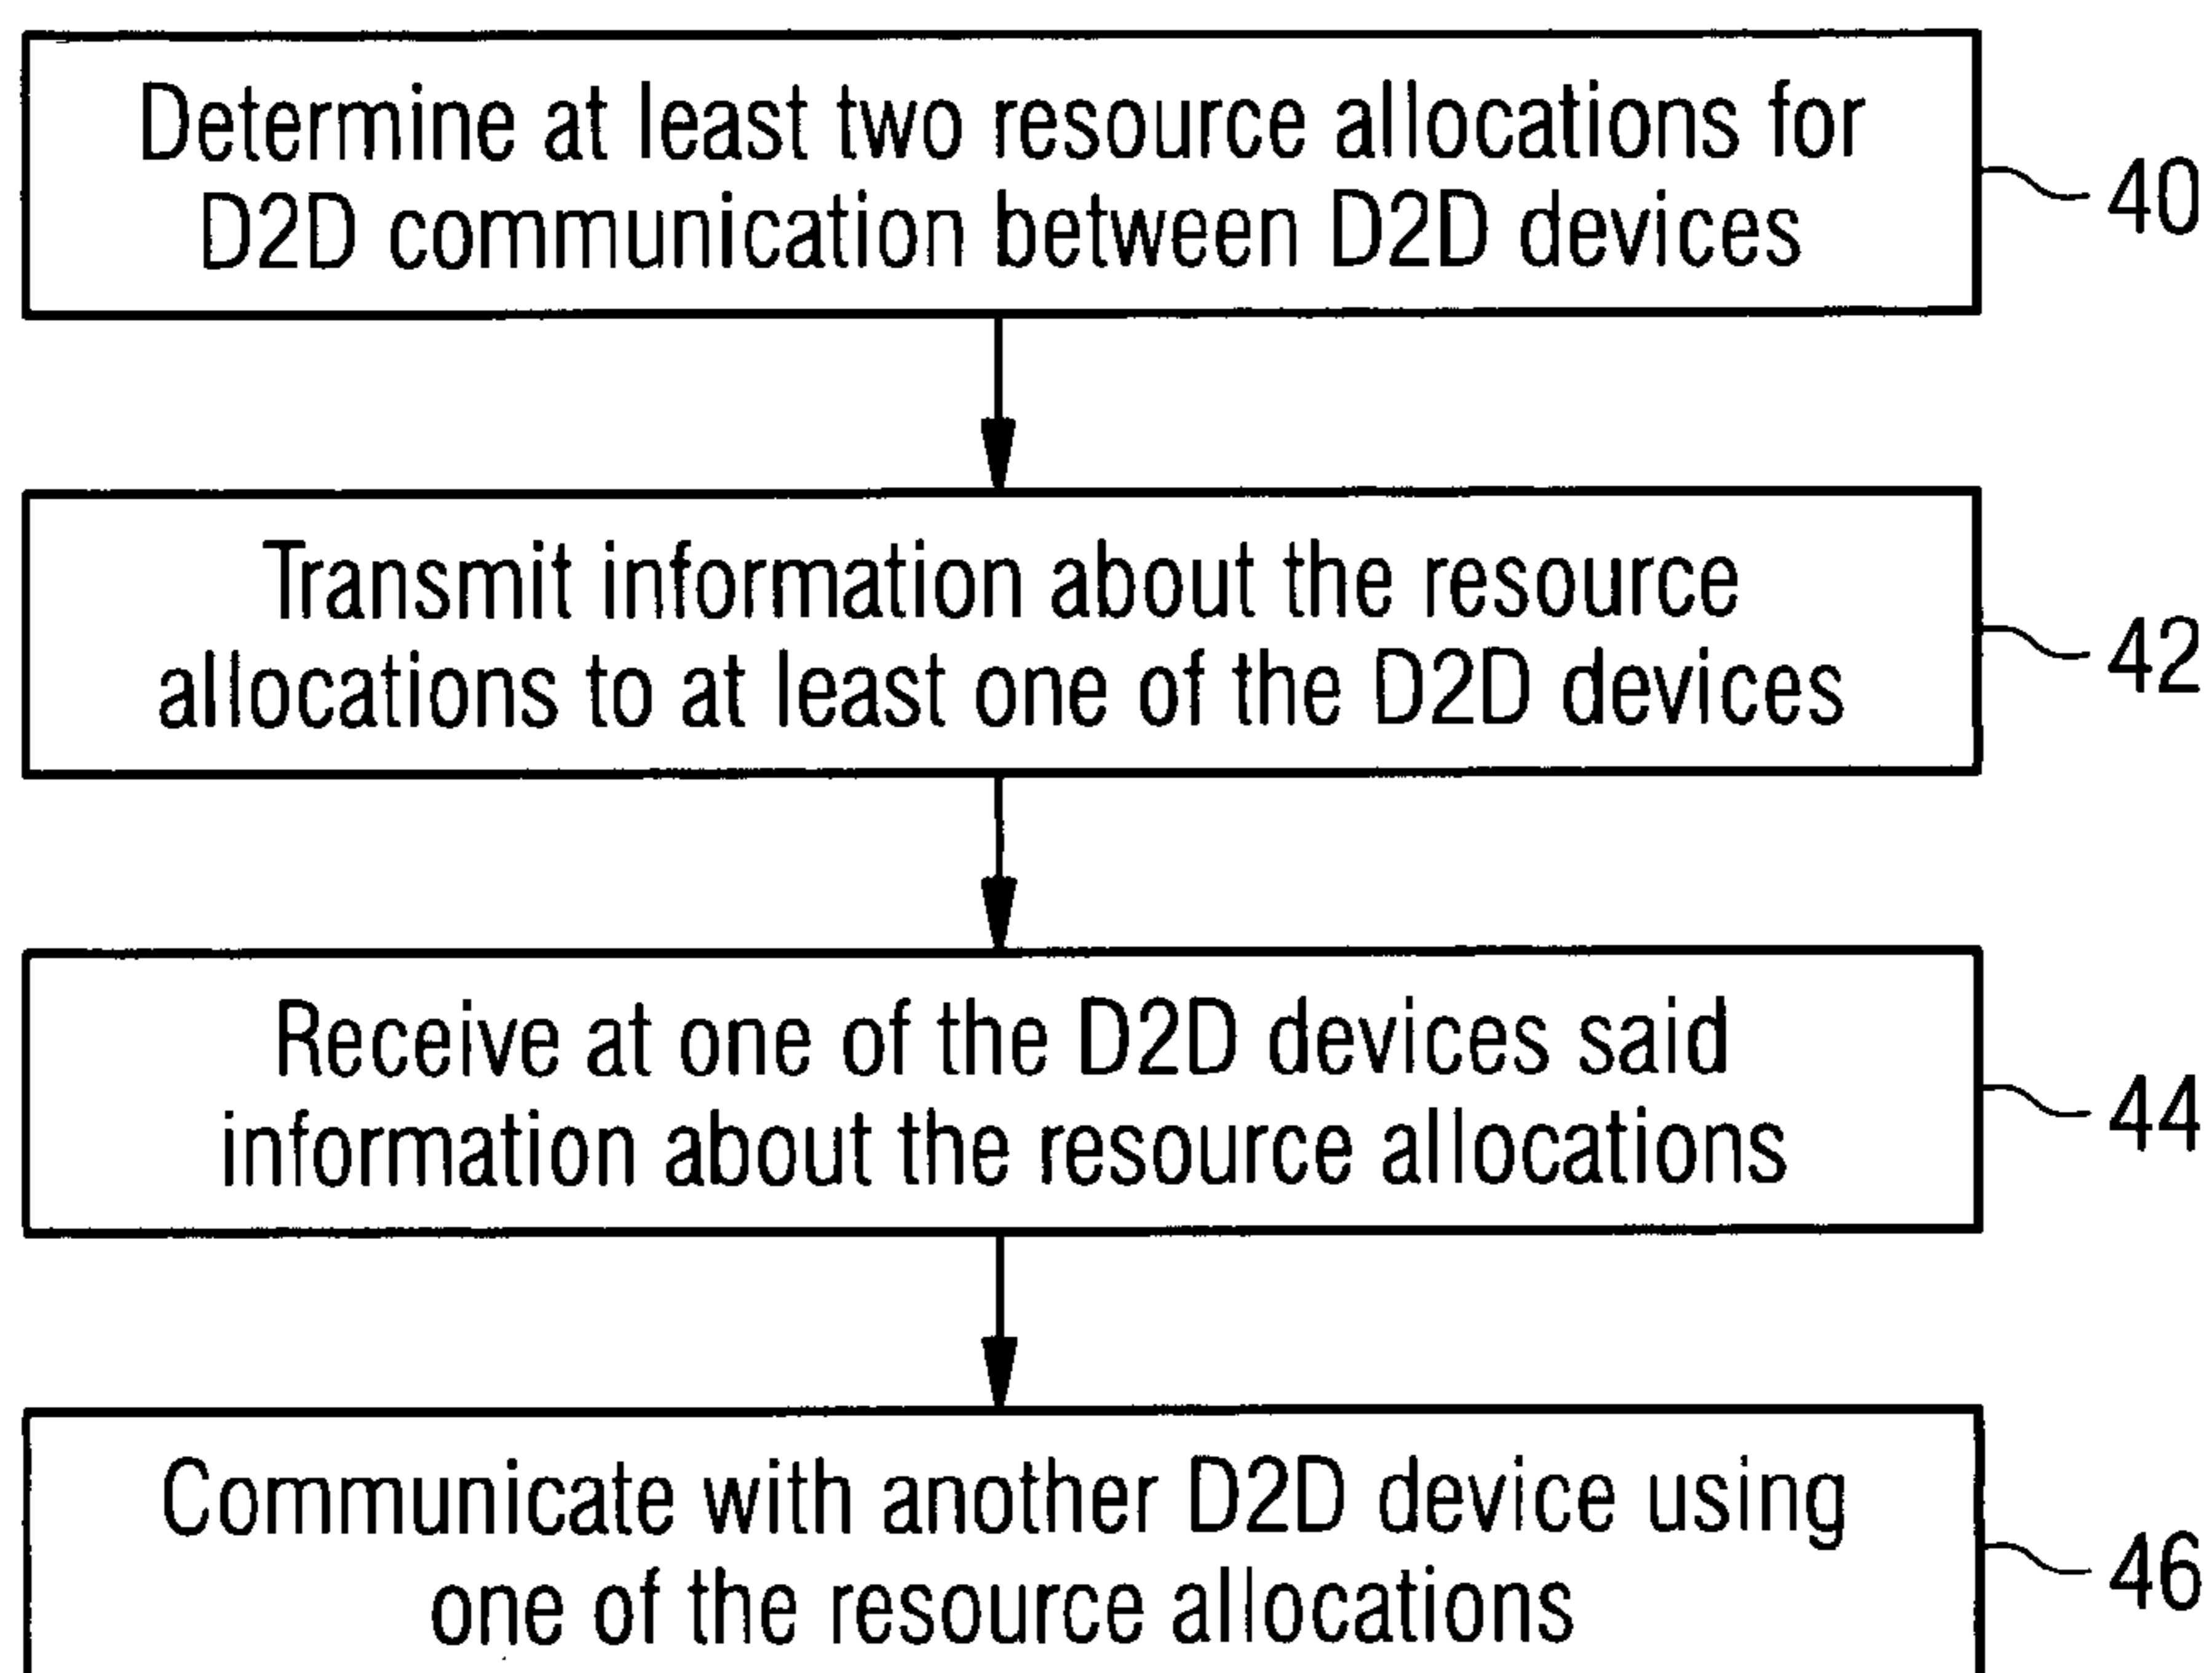 Determine at least two resource allocations for
D2D communication between D2D devices
40
Transmit information about the resource
allocations to at least one of the D2D devices
42
Receive at one of the D2D devices said
information about the resource allocations
44
Communicate with another D2D device using
one of the resource allocations
46